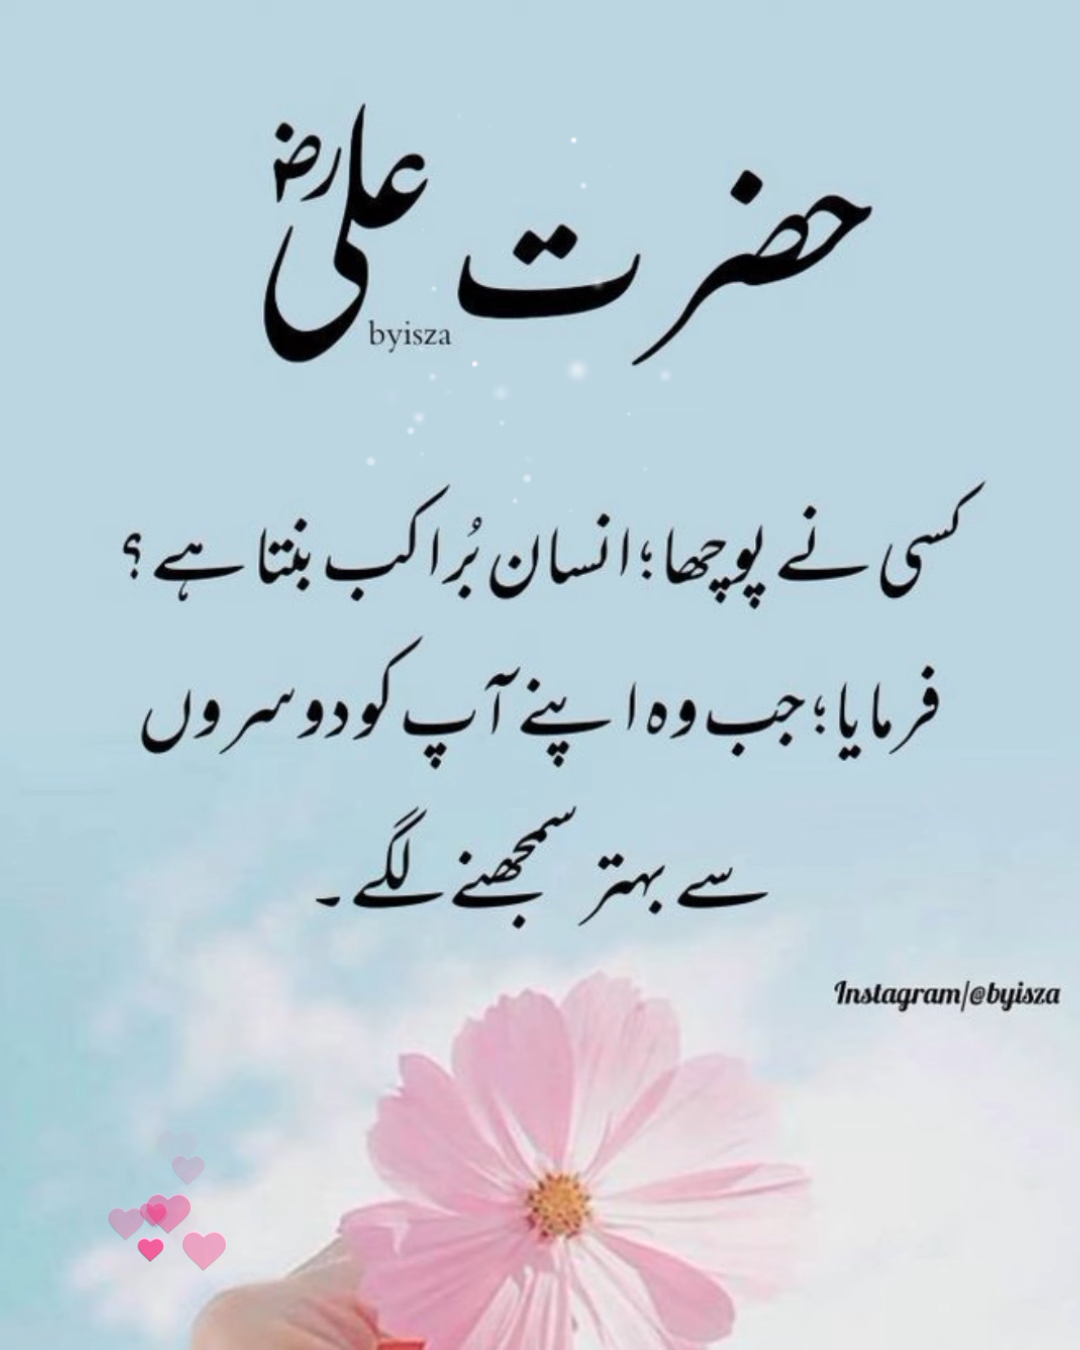 حضرت علیؓ رضہ
byisza
کسی نے پوچھا؛ انسان بُرا کب بنتا ہے؟
فرمایا؛ جب وہ اپنے آپ کو دوسروں
سے بہتر سمجھنے لگے۔
Instagram/@byisza